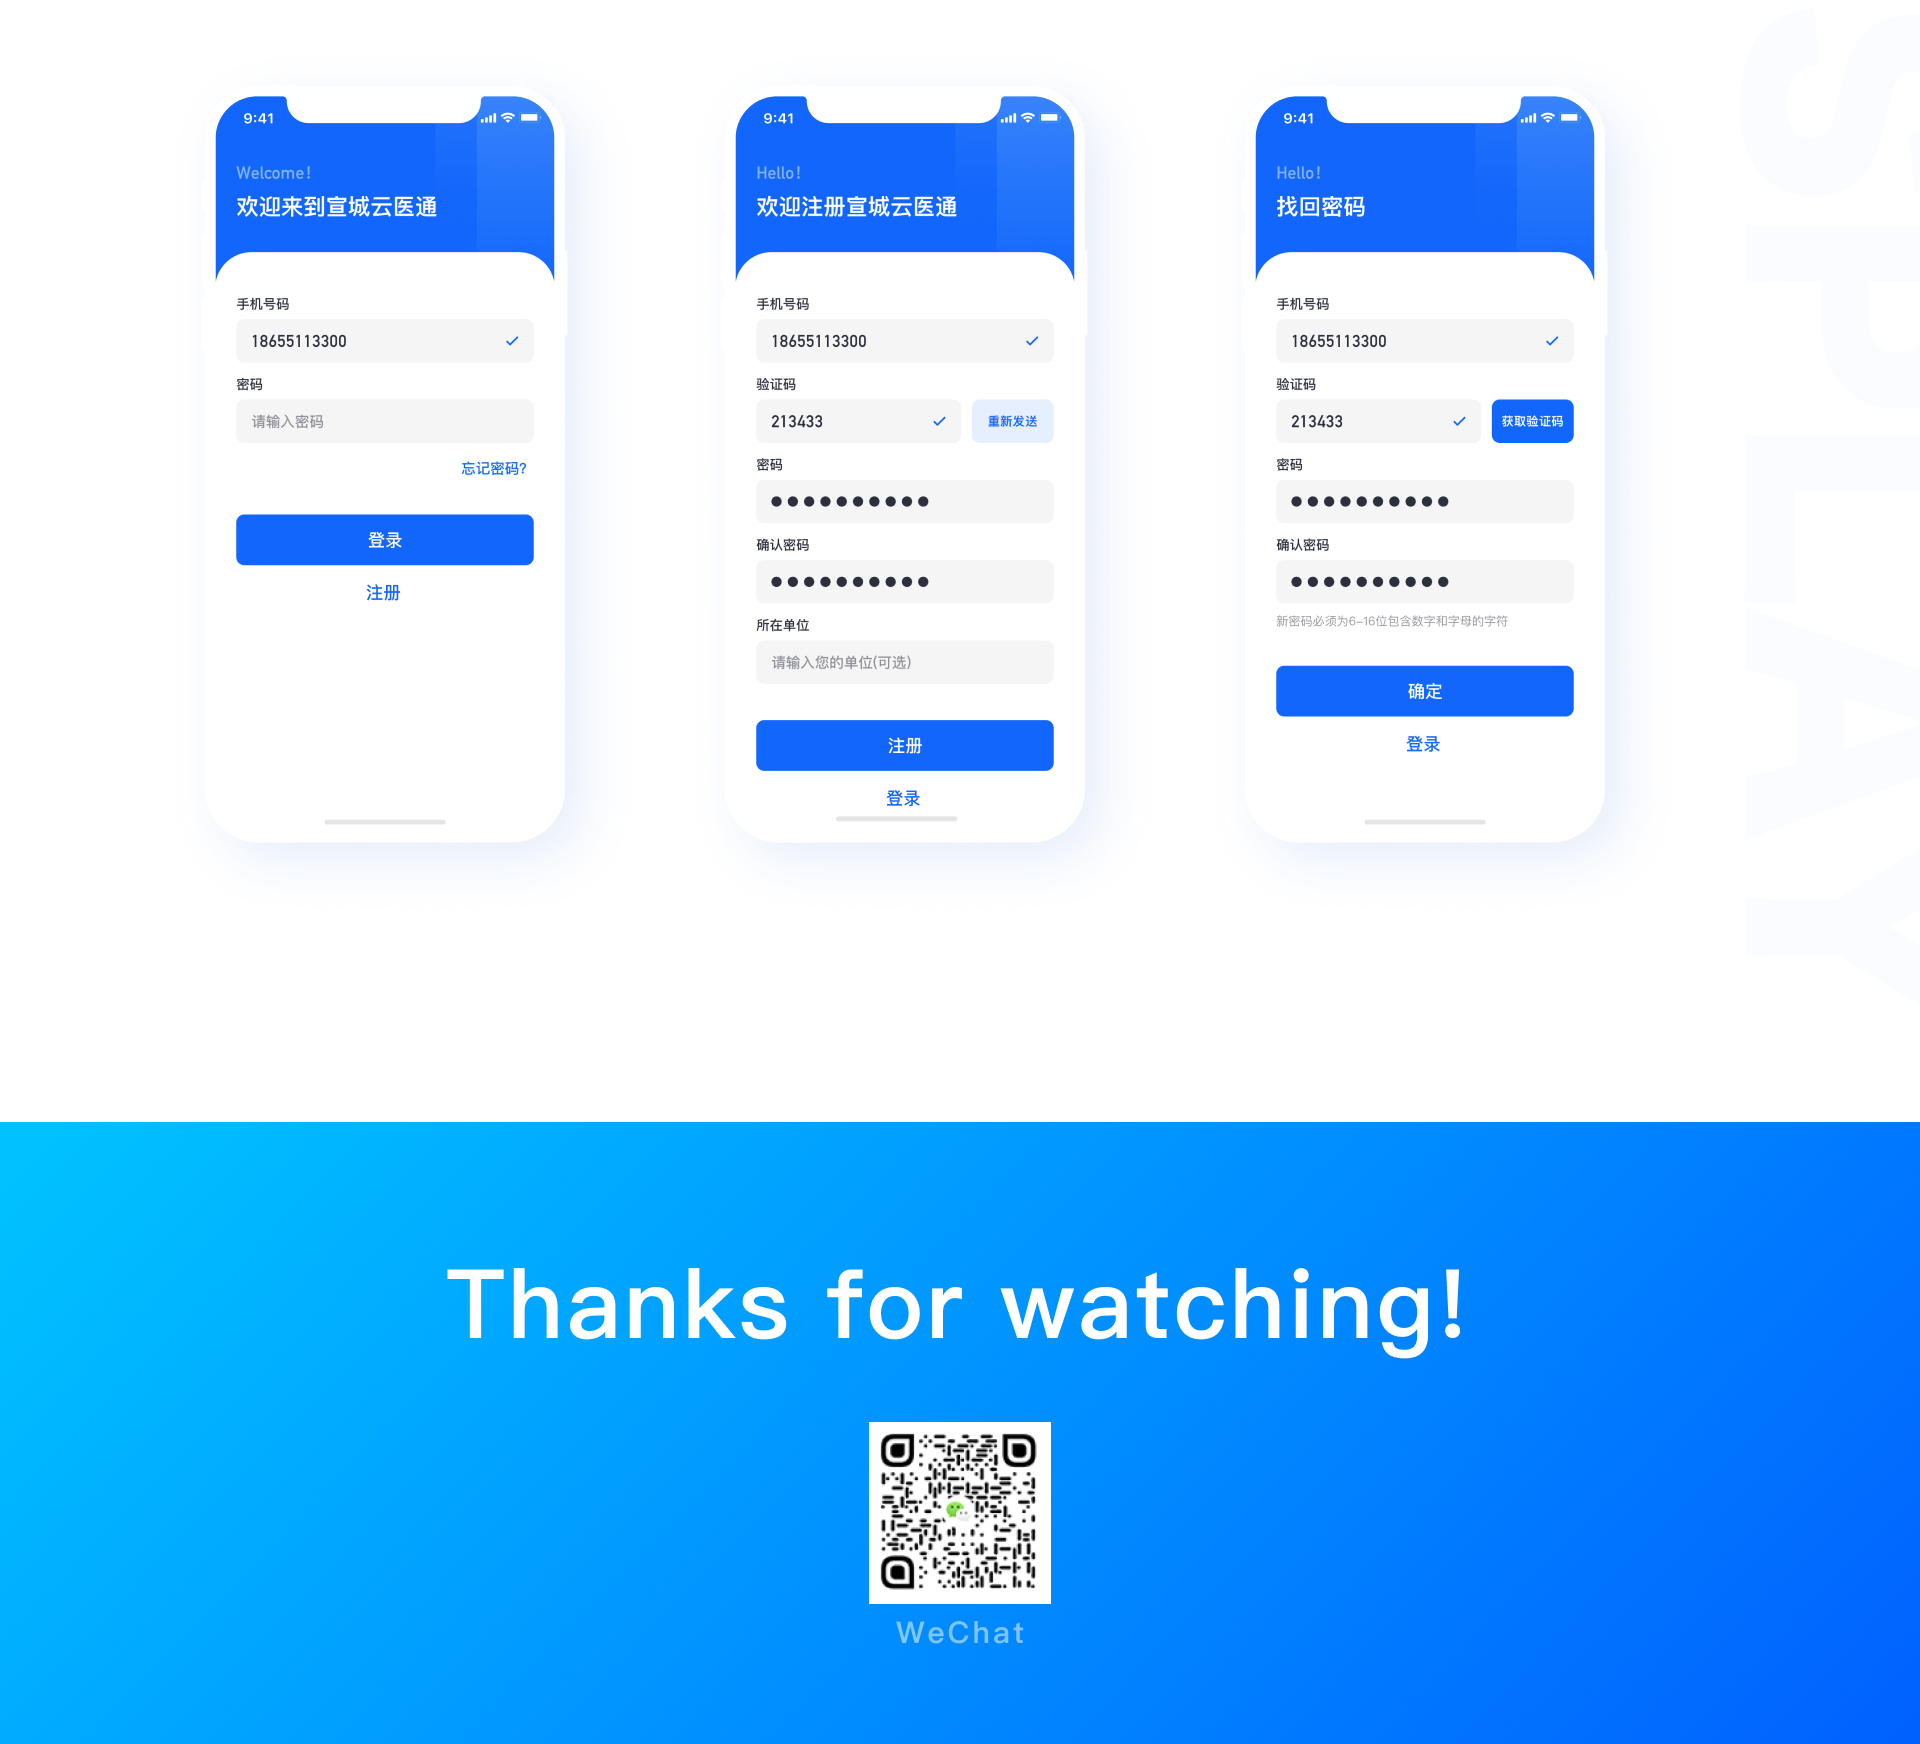 9:41
Welcome!
欢迎来到宣城云医通
手机号码
18655113300
密码
请输入密码
忘记密码?
登录
注册
9:41
Hello!
欢迎注册宣城云医通
手机号码
18655113300
验证码
213433
重新发送
密码
确认密码
所在单位
请输入您的单位(可选)
注册
登录
9:41
Hello!
找回密码
手机号码
18655113300
验证码
213433
获取验证码
密码
确认密码
新密码必须为6-16位包含数字和字母的字符
确定
登录
Thanks for watching!
WeChat